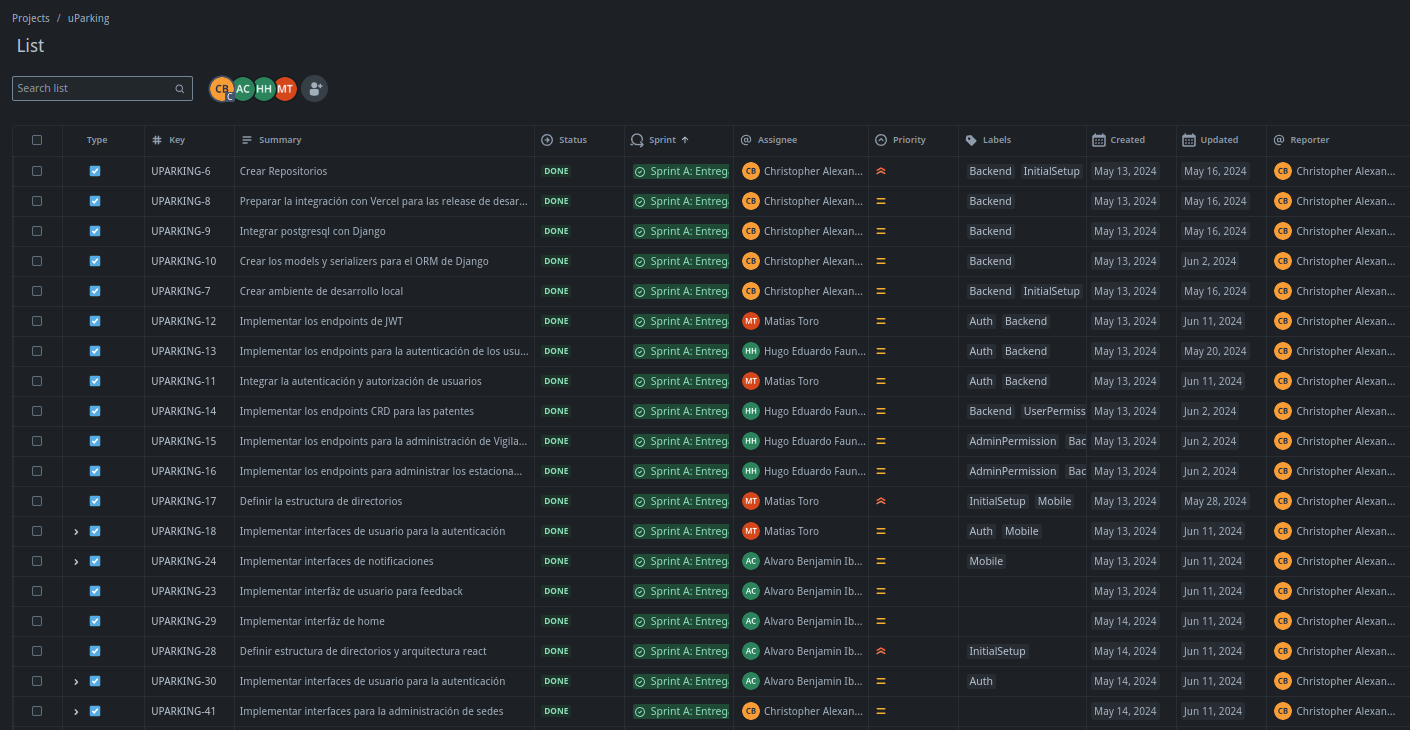 Projects / uParking
List
Search list CB C AC HH MT
Type Key Summary Status Sprint Assignee Priority Labels Created Updated Reporter
UPARKING-6 Crear Repositorios DONE Sprint A: Entreg CB Christopher Alexan... Backend InitialSetup May 13, 2024 May 16, 2024 CB Christopher Alexan...
UPARKING-8 Preparar la integración con Vercel para las release de desar... DONE Sprint A: Entreg CB Christopher Alexan... Backend May 13, 2024 May 16, 2024 CB Christopher Alexan...
UPARKING-9 Integrar postgresql con Django DONE Sprint A: Entreg CB Christopher Alexan... Backend May 13, 2024 May 16, 2024 CB Christopher Alexan...
UPARKING-10 Crear los models y serializers para el ORM de Django DONE Sprint A: Entreg CB Christopher Alexan... Backend May 13, 2024 Jun 2, 2024 CB Christopher Alexan...
UPARKING-7 Crear ambiente de desarrollo local DONE Sprint A: Entreg CB Christopher Alexan... Backend InitialSetup May 13, 2024 May 16, 2024 CB Christopher Alexan...
UPARKING-12 Implementar los endpoints de JWT DONE Sprint A: Entreg MT Matias Toro Auth Backend May 13, 2024 Jun 11, 2024 CB Christopher Alexan...
UPARKING-13 Implementar los endpoints para la autenticación de los usu... DONE Sprint A: Entreg HH Hugo Eduardo Faun... Auth Backend May 13, 2024 May 20, 2024 CB Christopher Alexan...
UPARKING-11 Integrar la autenticación y autorización de usuarios DONE Sprint A: Entreg MT Matias Toro Auth Backend May 13, 2024 Jun 11, 2024 CB Christopher Alexan...
UPARKING-14 Implementar los endpoints CRD para las patentes DONE Sprint A: Entreg HH Hugo Eduardo Faun... Backend UserPermiss May 13, 2024 Jun 2, 2024 CB Christopher Alexan...
UPARKING-15 Implementar los endpoints para la administración de Vigila... DONE Sprint A: Entreg HH Hugo Eduardo Faun... AdminPermission Bac May 13, 2024 Jun 2, 2024 CB Christopher Alexan...
UPARKING-16 Implementar los endpoints para administrar los estaciona... DONE Sprint A: Entreg HH Hugo Eduardo Faun... AdminPermission Bac May 13, 2024 Jun 2, 2024 CB Christopher Alexan...
UPARKING-17 Definir la estructura de directorios DONE Sprint A: Entreg MT Matias Toro InitialSetup Mobile May 13, 2024 May 28, 2024 CB Christopher Alexan...
UPARKING-18 Implementar interfaces de usuario para la autenticación DONE Sprint A: Entreg MT Matias Toro Auth Mobile May 13, 2024 Jun 11, 2024 CB Christopher Alexan...
UPARKING-24 Implementar interfaces de notificaciones DONE Sprint A: Entreg AC Alvaro Benjamin Ib... Mobile May 13, 2024 Jun 11, 2024 CB Christopher Alexan...
UPARKING-23 Implementar interfáz de usuario para feedback DONE Sprint A: Entreg AC Alvaro Benjamin Ib... May 13, 2024 Jun 11, 2024 CB Christopher Alexan...
UPARKING-29 Implementar interfáz de home DONE Sprint A: Entreg AC Alvaro Benjamin Ib... May 14, 2024 Jun 11, 2024 CB Christopher Alexan...
UPARKING-28 Definir estructura de directorios y arquitectura react DONE Sprint A: Entreg AC Alvaro Benjamin Ib... InitialSetup May 14, 2024 Jun 11, 2024 CB Christopher Alexan...
UPARKING-30 Implementar interfaces de usuario para la autenticación DONE Sprint A: Entreg AC Alvaro Benjamin Ib... Auth May 14, 2024 Jun 11, 2024 CB Christopher Alexan...
UPARKING-41 Implementar interfaces para la administración de sedes DONE Sprint A: Entreg CB Christopher Alexan... May 14, 2024 Jun 11, 2024 CB Christopher Alexan...